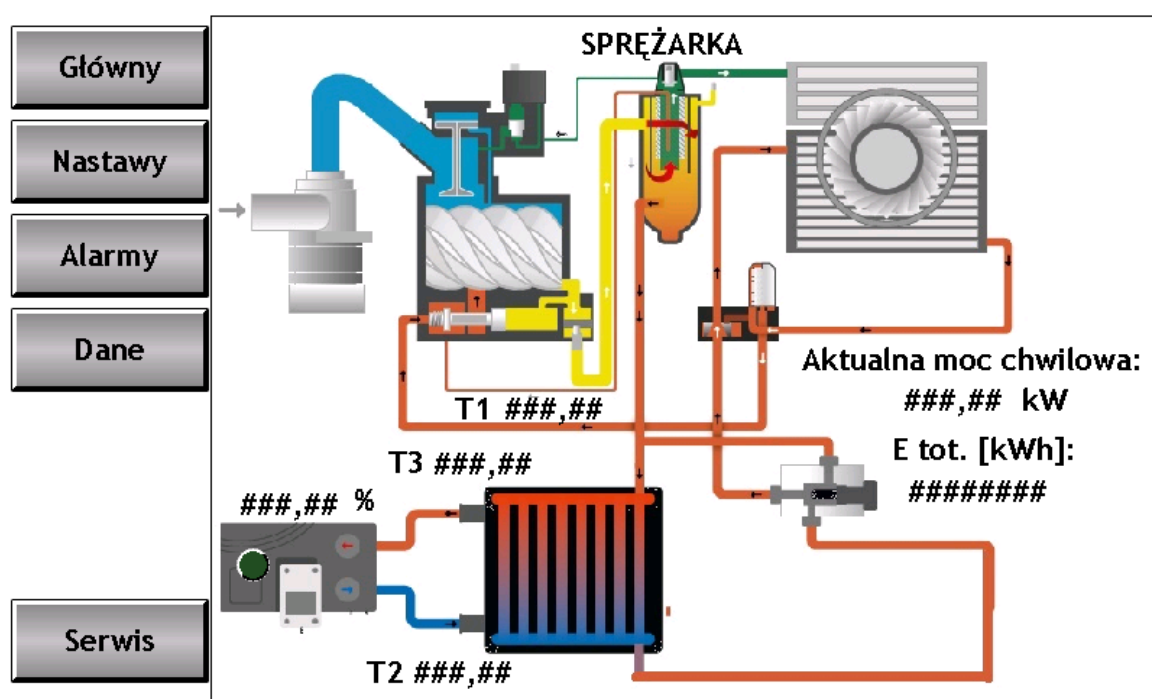 Główny
Nastawy
Alarmy
Dane
Serwis
SPRĘŻARKA
Aktualna moc chwilowa:
###,## kW
E tot. [kWh]:
########
T1 ###,##
T3 ###,##
###,## %
T2 ###,##